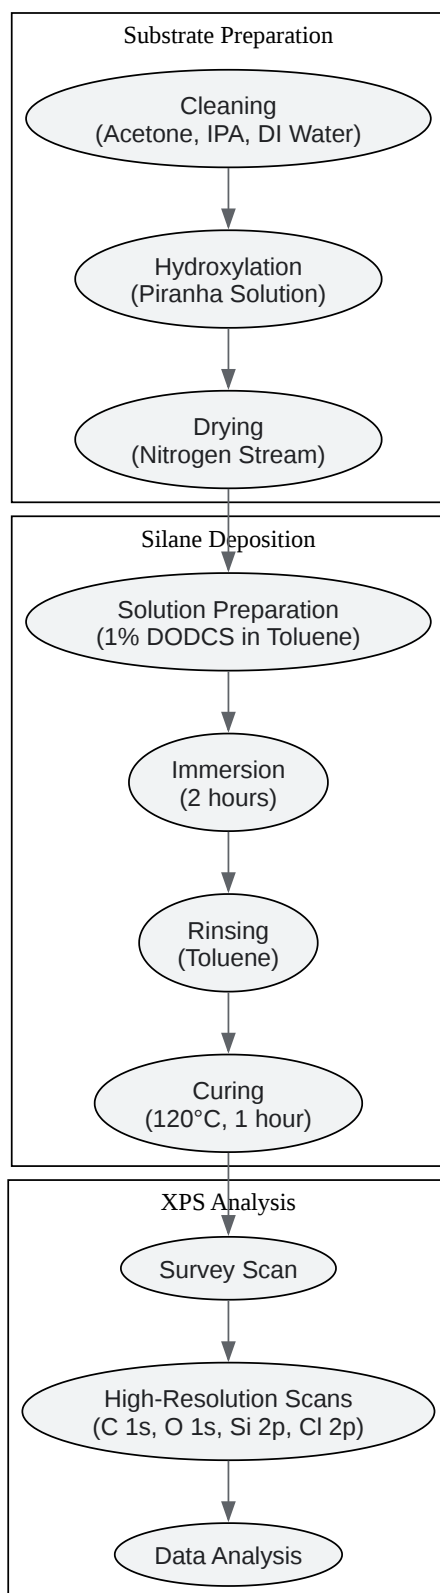 Substrate Preparation
Cleaning
(Acetone, IPA, DI Water)
Hydroxylation
(Piranha Solution)
Drying
(Nitrogen Stream)
Silane Deposition
Solution Preparation
(1% DODCS in Toluene)
Immersion
(2 hours)
Rinsing
(Toluene)
Curing
(120°C, 1 hour)
XPS Analysis
Survey Scan
High-Resolution Scans
(C 1s, O 1s, Si 2p, Cl 2p)
Data Analysis